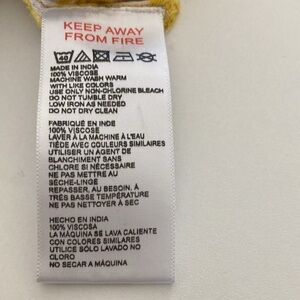 KEEP AWAY
FROM FIRE
40
MADE IN INDIA
100% VISCOSE
MACHINE WASH WARM
WITH LIKE COLORS
USE ONLY NON-CHLORINE BLEACH
DO NOT TUMBLE DRY
LOW IRON AS NEEDED
DO NOT DRY CLEAN
FABRIQUÉ EN INDE
100% VISCOSE
LAVER À LA MACHINE À L'EAU
TIÈDE AVEC COULEURS SIMILAIRES
UTILISER UN AGENT DE
BLANCHIMENT SANS
CHLORE SI NÉCESSAIRE
NE PAS METTRE AU
SÈCHE-LINGE
REPASSER, AU BESOIN, À
TRÈS BASSE TEMPÉRATURE
NE PAS NETTOYER À SEC
HECHO EN INDIA
100% VISCOSA
LA MÁQUINA SE LAVA CALIENTE
CON COLORES SIMILARES
UTILICE SÓLO LAVADO NO
CLORO
NO SECAR A MÁQUINA